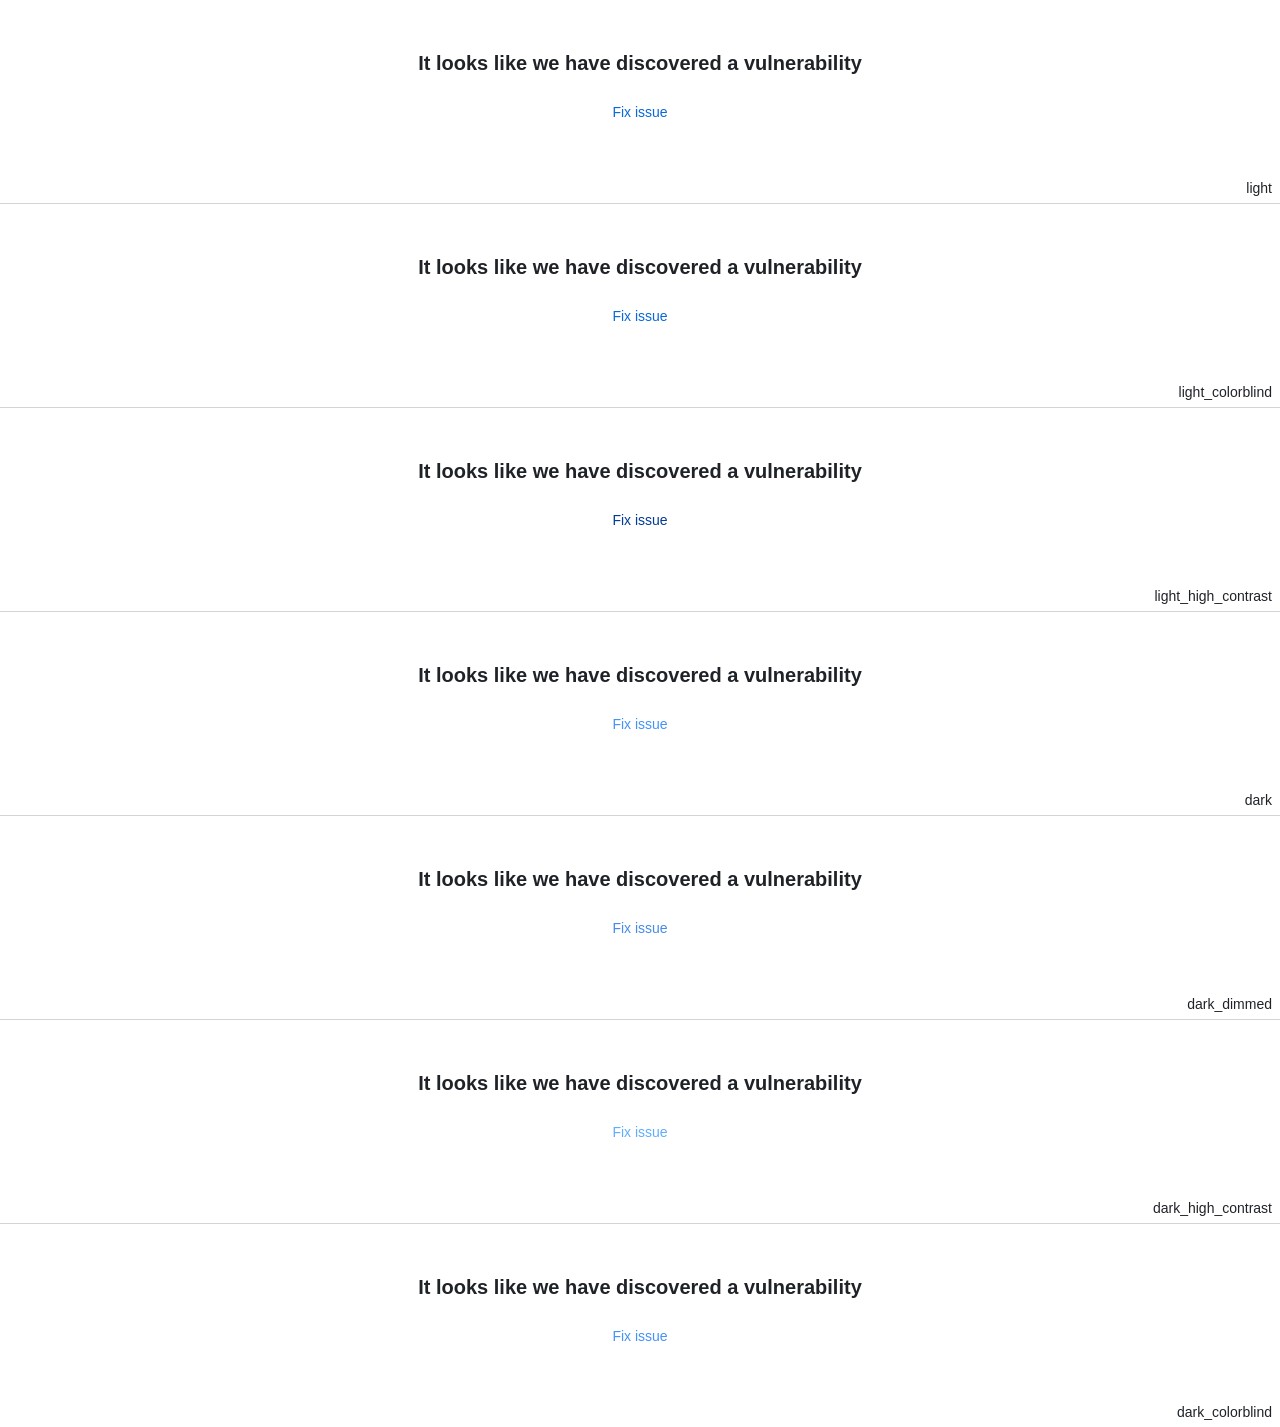 It looks like we have discovered a vulnerability
Fix issue
light
It looks like we have discovered a vulnerability
Fix issue
light_colorblind
It looks like we have discovered a vulnerability
Fix issue
light_high_contrast
It looks like we have discovered a vulnerability
Fix issue
dark
It looks like we have discovered a vulnerability
Fix issue
dark_dimmed
It looks like we have discovered a vulnerability
Fix issue
dark_high_contrast
It looks like we have discovered a vulnerability
Fix issue
dark_colorblind